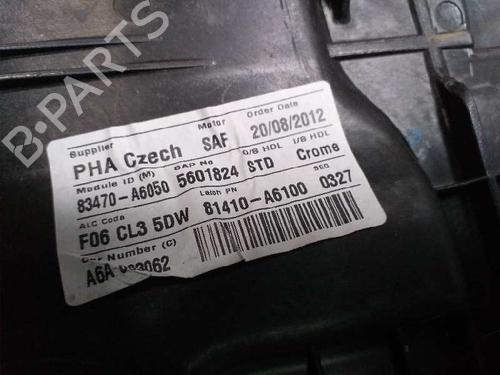 B-PARTS
Supplier Motor Order Date
PHA Czech SAF 20/08/2012
Module ID (M) SAP No O/S HDL I/S HDL
83470-A6050 5601824 STD Crome
ALC Code Latch PN SEQ
F06 CL3 5DW 81410-A6100 0327
Number (C)
A6A